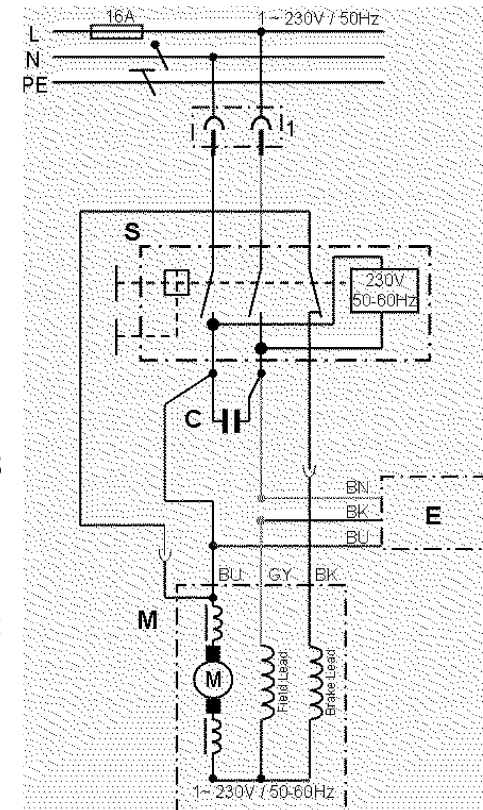 16A
1~ 230V / 50Hz
L
N
PE
I
I1
S
230V
50-60Hz
C
BN
BK
E
BU
BU GY BK
M
M
Field Lead
Brake Lead
1~ 230V / 50-60Hz